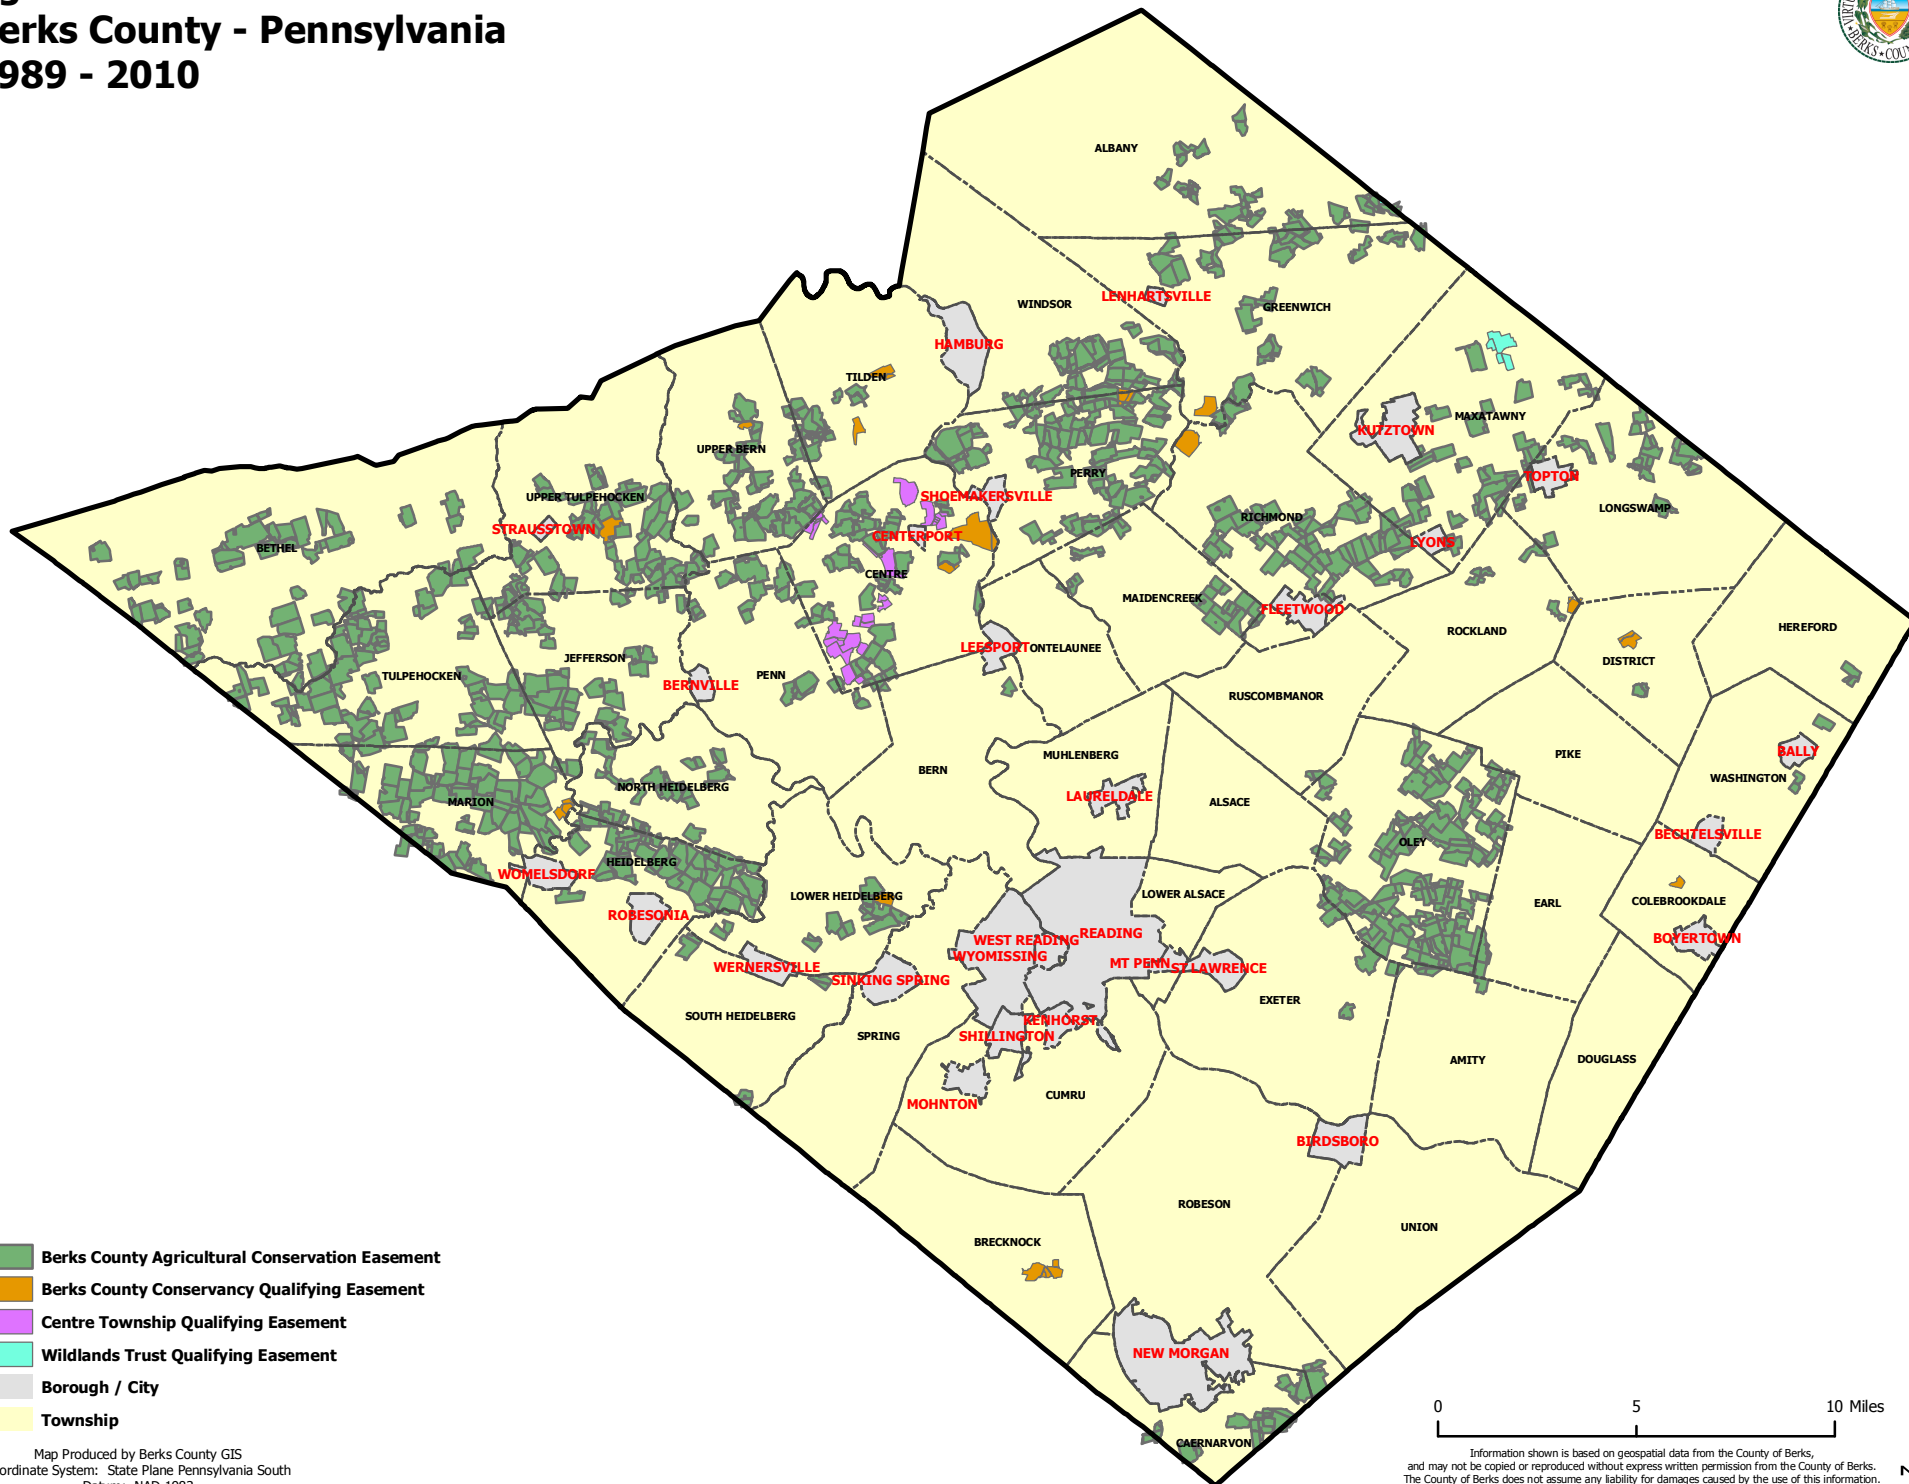 erks County - Pennsylvania
989 - 2010
VIRT
BERKS COU
ALBANY
WINDSOR
LENHARTSVILLE
GREENWICH
HAMBURG
TILDEN
MAXATAWNY
KUTZTOWN
UPPER BERN
PERRY
TOPTON
UPPER TULPEHOCKEN
SHOEMAKERSVILLE
LONGSWAMP
STRAUSSTOWN
RICHMOND
CENTERPORT
LYONS
BETHEL
CENTRE
MAIDENCREEK
FLEETWOOD
ROCKLAND
HEREFORD
LEESPORT
ONTELAUNEE
JEFFERSON
DISTRICT
TULPEHOCKEN
PENN
BERNVILLE
RUSCOMBMANOR
BALLY
MUHLENBERG
PIKE
BERN
WASHINGTON
NORTH HEIDELBERG
LAURELDALE
MARION
ALSACE
BECHTELSVILLE
OLEY
HEIDELBERG
WOMELSDORF
LOWER HEIDELBERG
LOWER ALSACE
EARL
COLEBROOKDALE
ROBESONIA
READING
WEST READING
BOYERTOWN
WYOMISSING
MT PENN
ST LAWRENCE
WERNERSVILLE
SINKING SPRING
EXETER
SOUTH HEIDELBERG
KENHORST
SPRING
SHILLINGTON
AMITY
DOUGLASS
CUMRU
MOHNTON
BIRDSBORO
ROBESON
UNION
BRECKNOCK
NEW MORGAN
CAERNARVON
Berks County Agricultural Conservation Easement
Berks County Conservancy Qualifying Easement
Centre Township Qualifying Easement
Wildlands Trust Qualifying Easement
Borough / City
Township
Map Produced by Berks County GIS
ordinate System: State Plane Pennsylvania South
Datum: NAD 1983
0 5 10 Miles
Information shown is based on geospatial data from the County of Berks,
and may not be copied or reproduced without express written permission from the County of Berks.
The County of Berks does not assume any liability for damages caused by the use of this information.